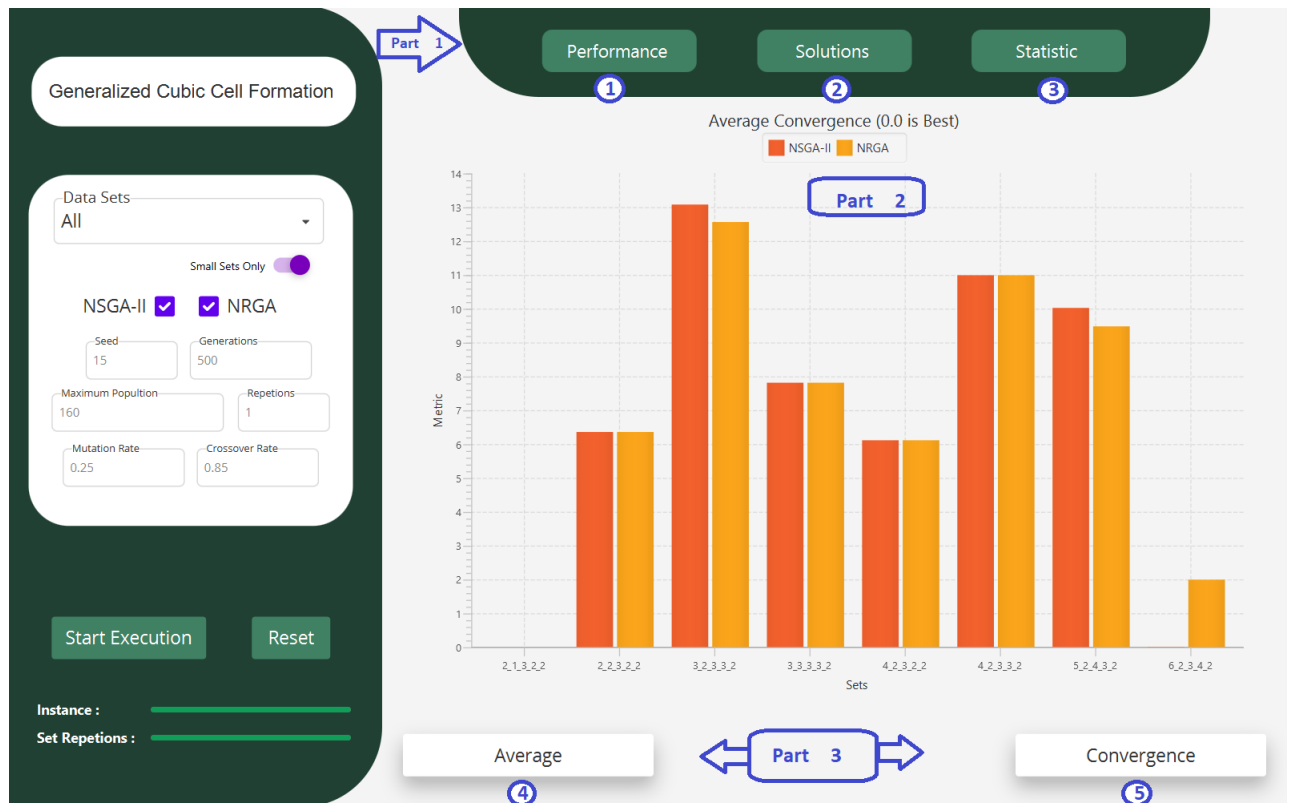 Part 1
Performance
Solutions
Statistic
1
2
3
Generalized Cubic Cell Formation
Data Sets
All
Small Sets Only
NSGA-II
NRGA
Seed
15
Generations
500
Maximum Popultion
160
Repetions
1
Mutation Rate
0.25
Crossover Rate
0.85
Start Execution
Reset
Instance :
Set Repetions :
Average Convergence (0.0 is Best)
NSGA-II NRGA
Part 2
14
13
12
11
10
9
8
7
6
5
4
3
2
1
0
Metric
2_1_3_2_2
2_2_3_2_2
3_2_3_3_2
3_3_3_3_2
4_2_3_2_2
4_2_3_3_2
5_2_4_3_2
6_2_3_4_2
Sets
Average
Part 3
Convergence
4
5